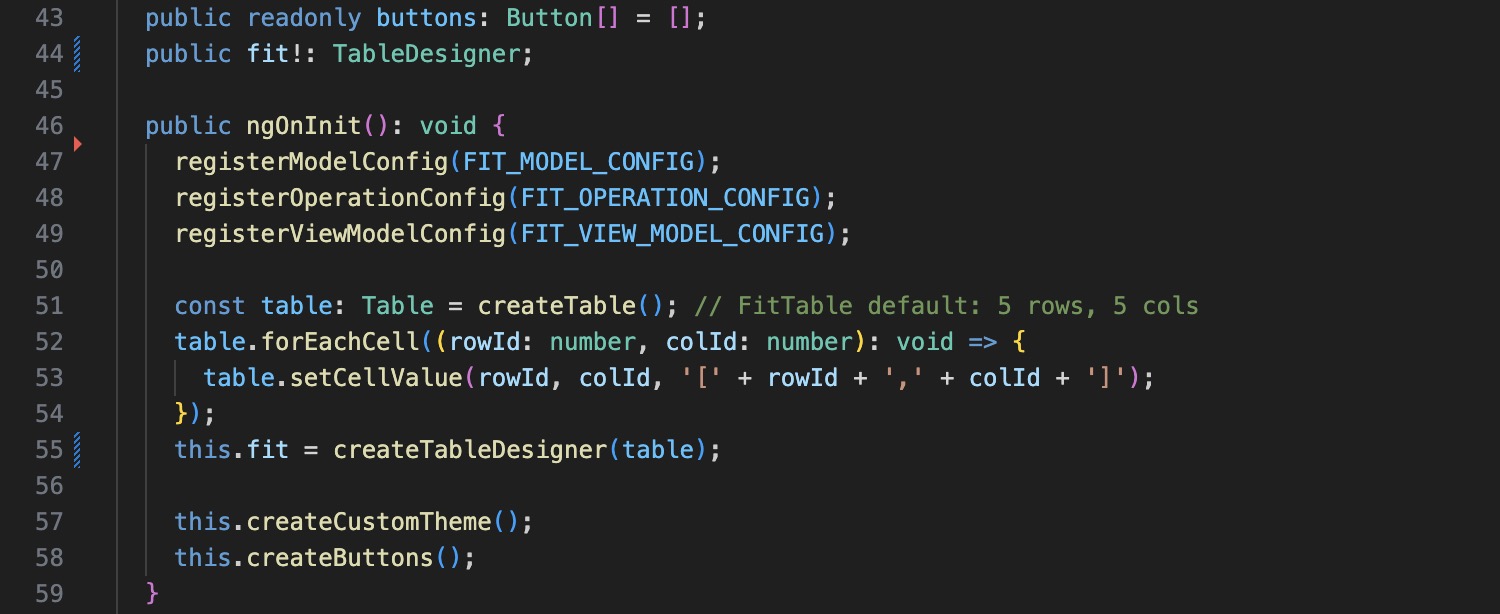 43 public readonly buttons: Button[] = [];
44 public fit!: TableDesigner;
45
46 public ngOnInit(): void {
47 registerModelConfig(FIT_MODEL_CONFIG);
48 registerOperationConfig(FIT_OPERATION_CONFIG);
49 registerViewModelConfig(FIT_VIEW_MODEL_CONFIG);
50
51 const table: Table = createTable(); // FitTable default: 5 rows, 5 cols
52 table.forEachCell((rowId: number, colId: number): void => {
53 table.setCellValue(rowId, colId, '[' + rowId + ',' + colId + ']');
54 });
55 this.fit = createTableDesigner(table);
56
57 this.createCustomTheme();
58 this.createButtons();
59 }